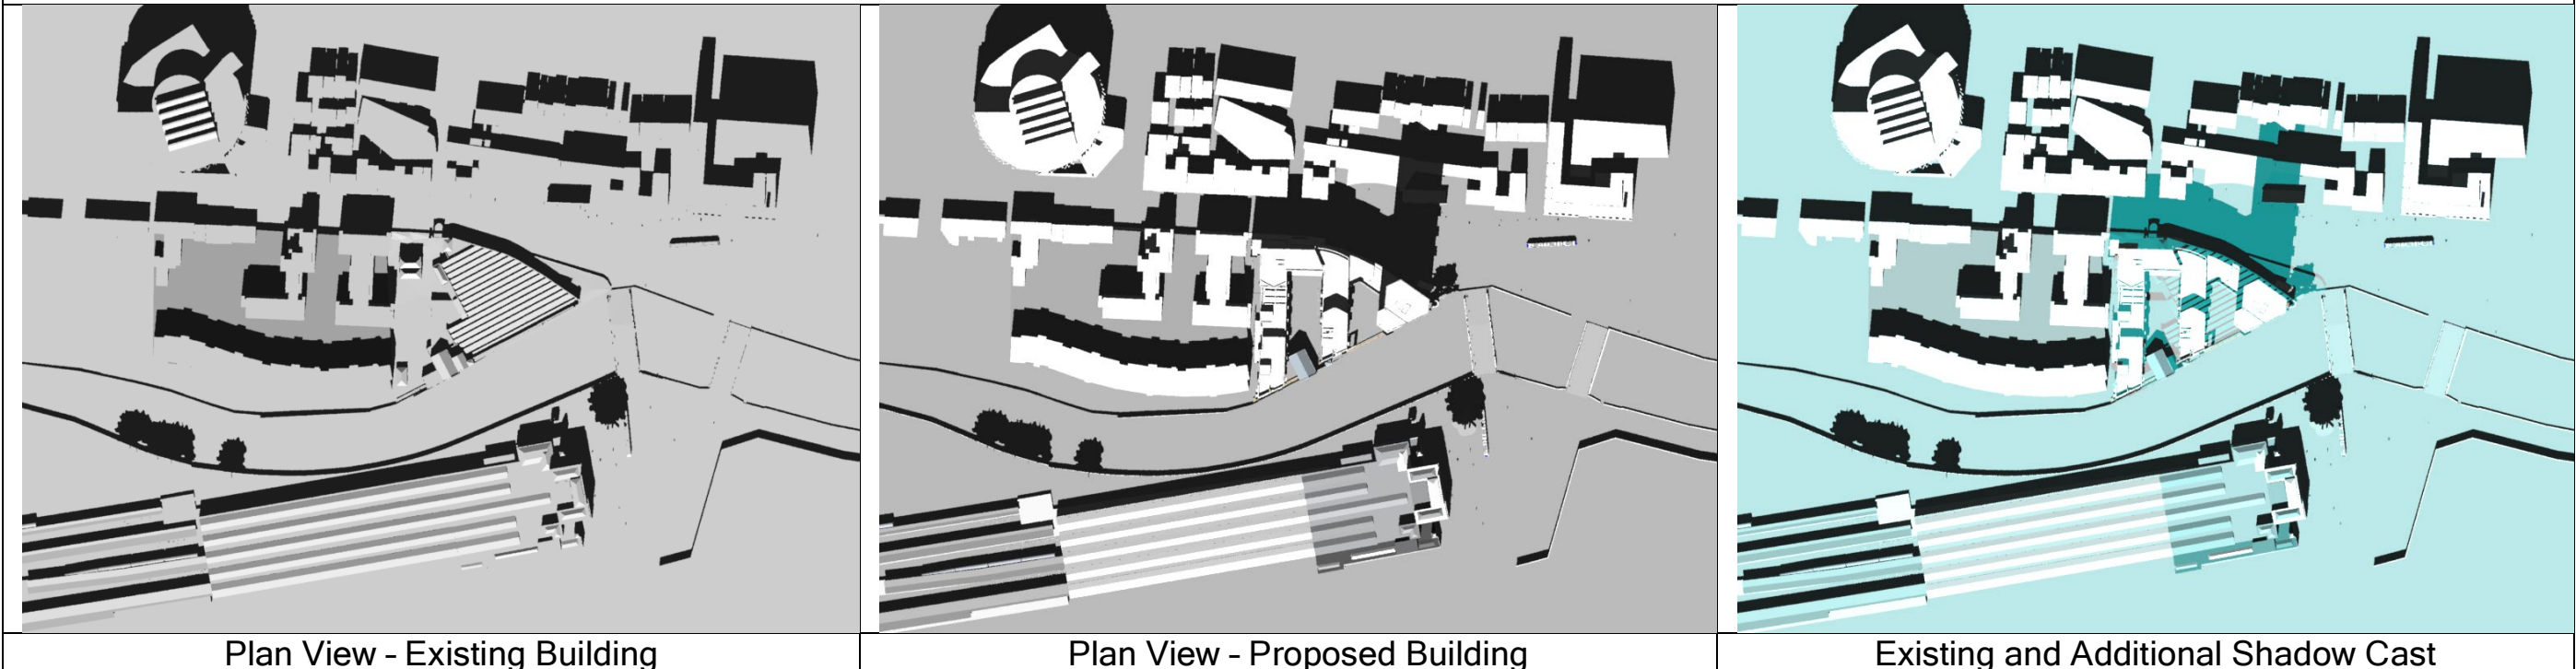 Plan View - Existing Building
Plan View - Proposed Building
Existing and Additional Shadow Cast